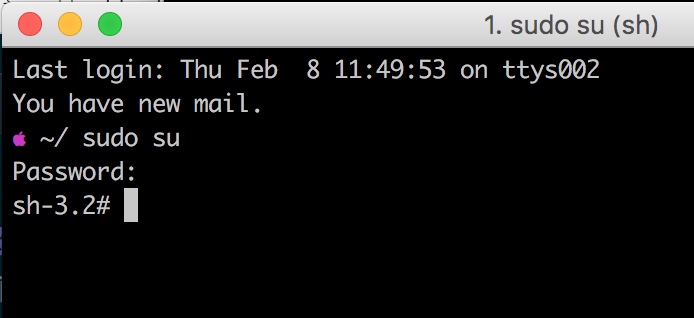 1. sudo su (sh)
Last login: Thu Feb  8 11:49:53 on ttys002
You have new mail.
~/ sudo su
Password:
sh-3.2#